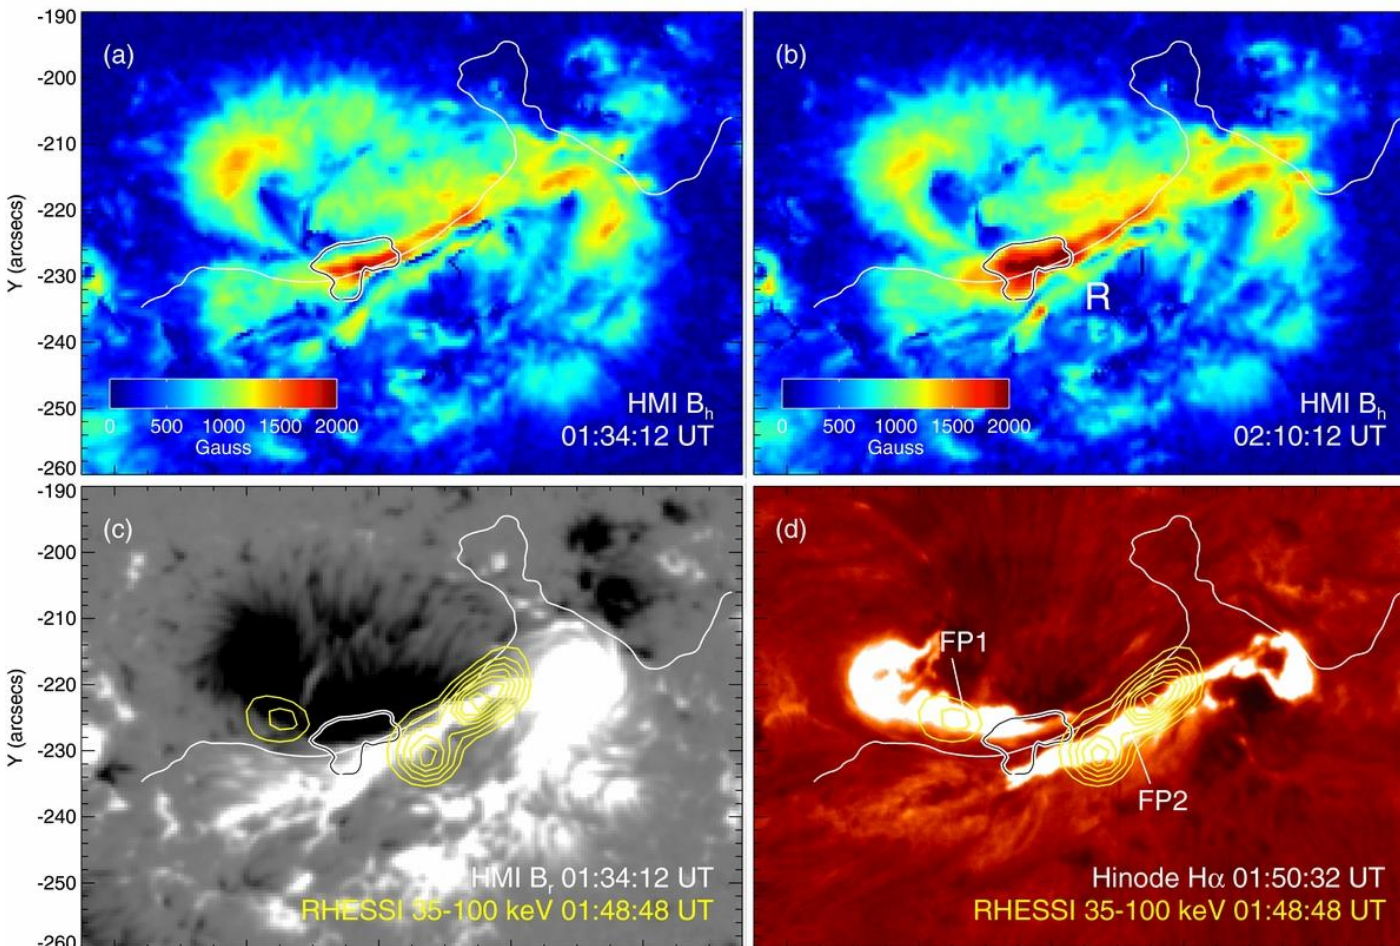 (a)
(b)
-190
-200
-210
-220
-230
-240
-250
-260
Y (arcsecs)
0 500 1000 1500 2000
Gauss
HMI Bh
01:34:12 UT
R
0 500 1000 1500 2000
Gauss
HMI Bh
02:10:12 UT
(c)
(d)
-190
-200
-210
-220
-230
-240
-250
-260
Y (arcsecs)
HMI Br 01:34:12 UT
RHESSI 35-100 keV 01:48:48 UT
FP1
FP2
Hinode Hα 01:50:32 UT
RHESSI 35-100 keV 01:48:48 UT